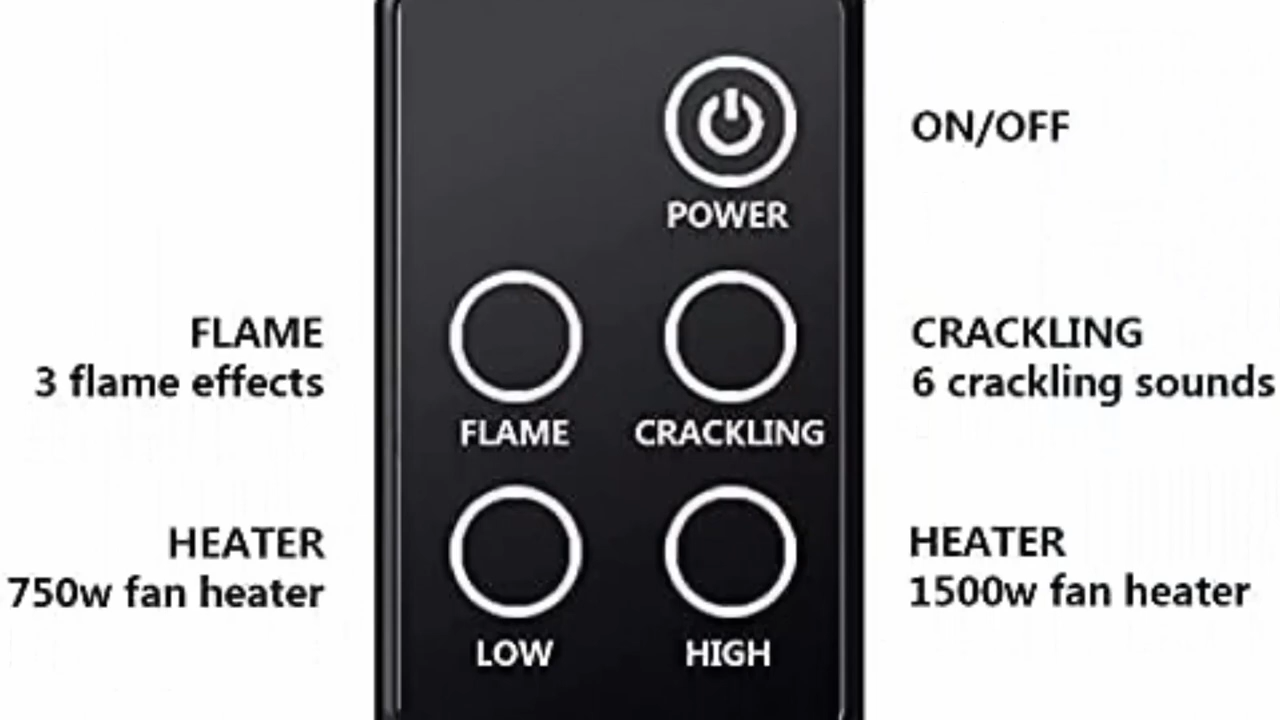 ON/OFF
POWER
FLAME
3 flame effects
CRACKLING
6 crackling sounds
FLAME
CRACKLING
HEATER
750w fan heater
HEATER
1500w fan heater
LOW
HIGH